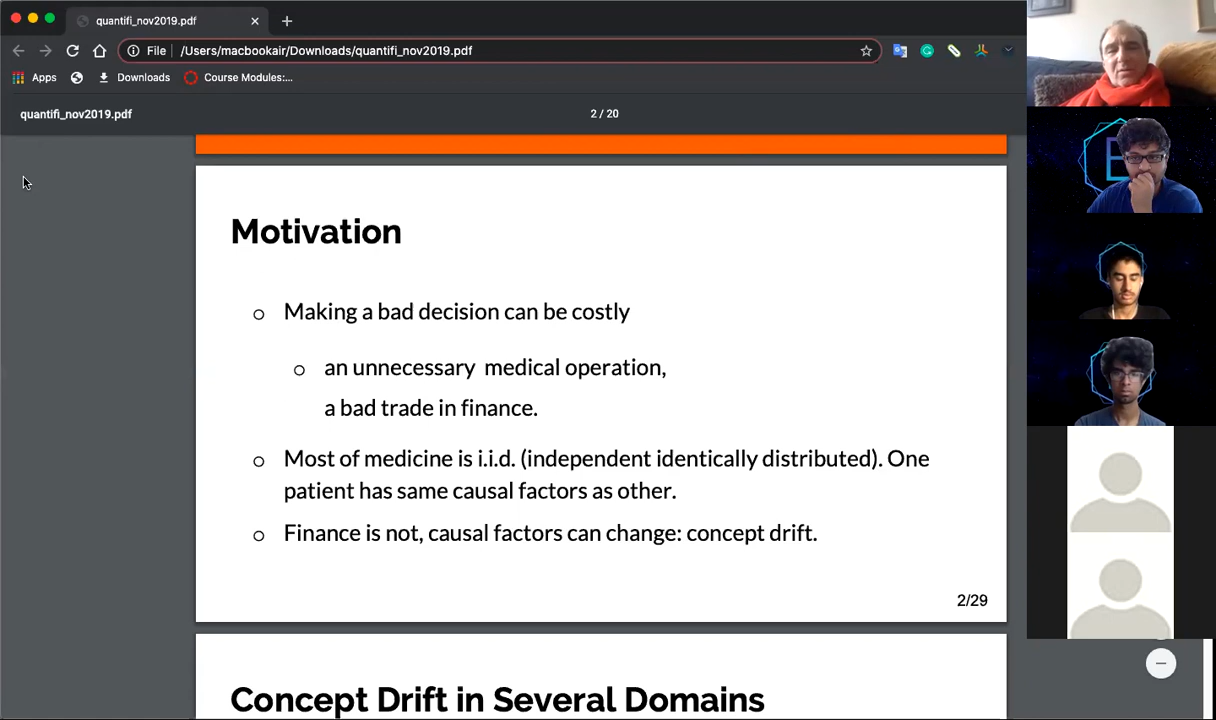 quantifi_nov2019.pdf
File
/Users/macbookair/Downloads/quantifi_nov2019.pdf
Apps
Downloads
Course Modules:...
quantifi_nov2019.pdf
2 / 20
Motivation
Making a bad decision can be costly
an unnecessary medical operation,
a bad trade in finance.
Most of medicine is i.i.d. (independent identically distributed). One
patient has same causal factors as other.
Finance is not, causal factors can change: concept drift.
2/29
Concept Drift in Several Domains